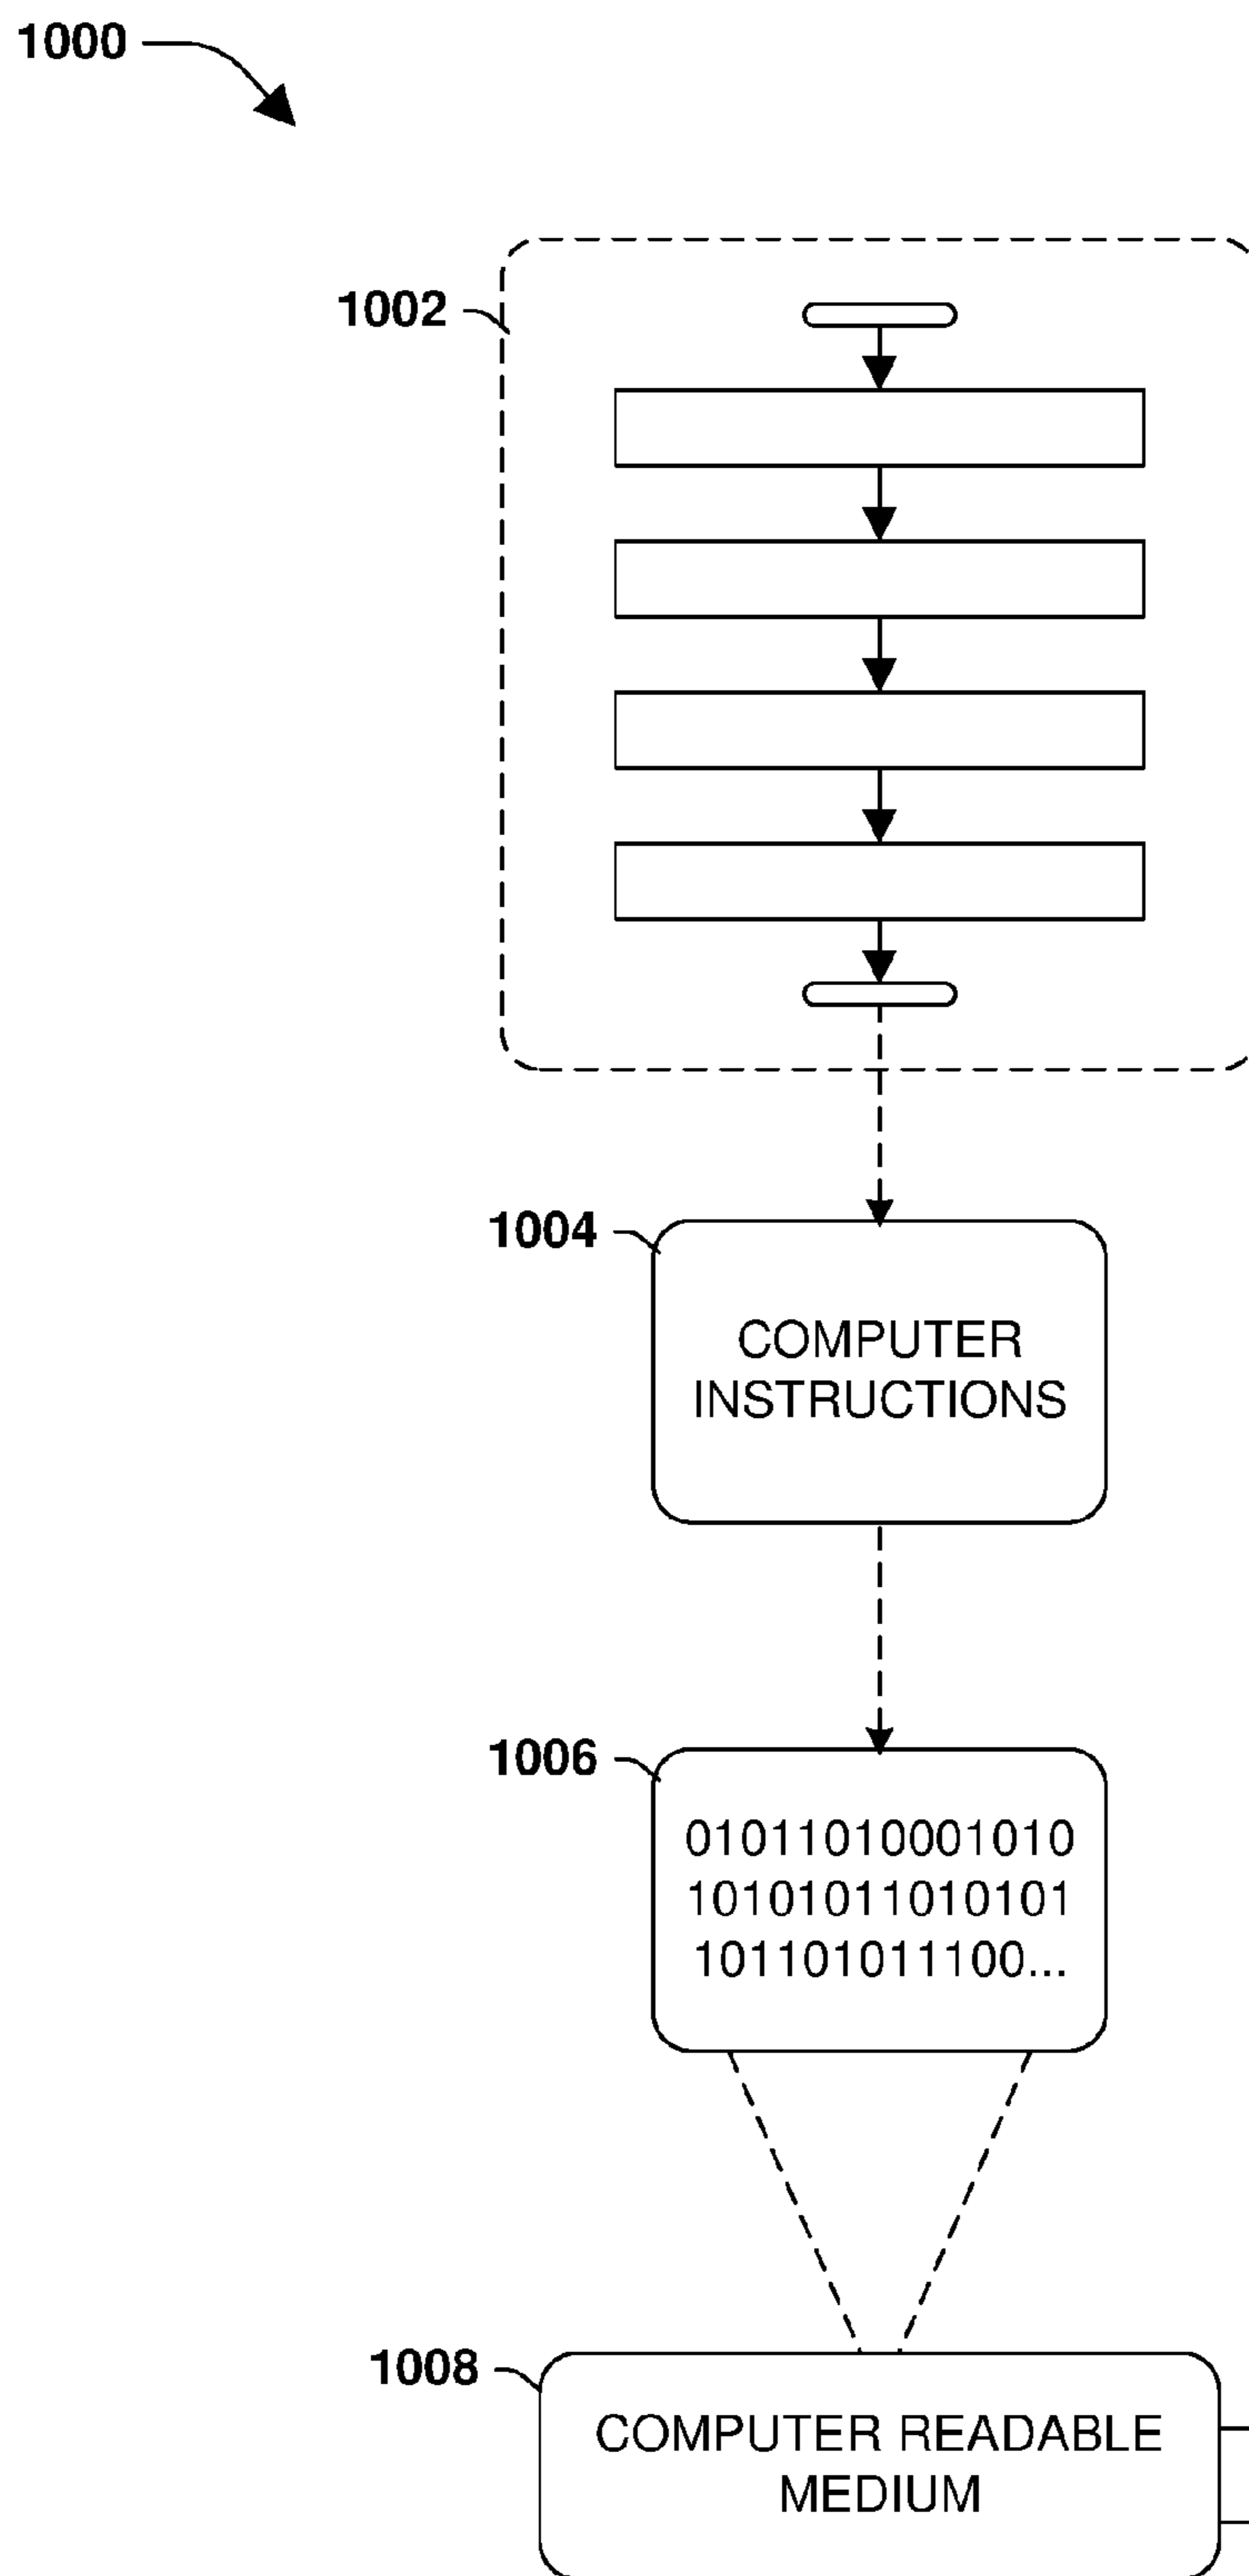 1000
1002
1004
COMPUTER
INSTRUCTIONS
1006
01011010001010
10101011010101
101101011100...
1008
COMPUTER READABLE
MEDIUM